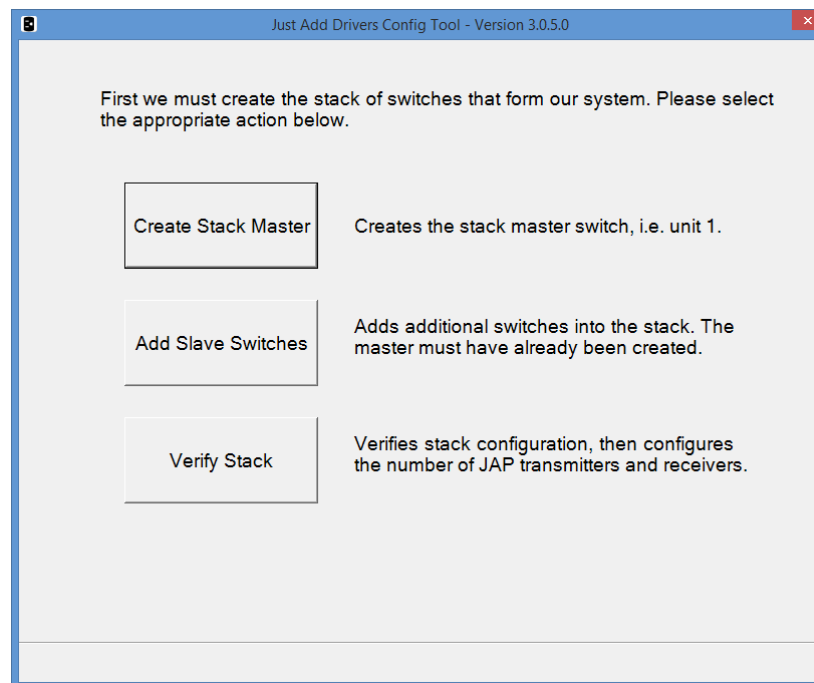 Just Add Drivers Config Tool - Version 3.0.5.0
First we must create the stack of switches that form our system. Please select
the appropriate action below.
Create Stack Master
Creates the stack master switch, i.e. unit 1.
Add Slave Switches
Adds additional switches into the stack. The
master must have already been created.
Verify Stack
Verifies stack configuration, then configures
the number of JAP transmitters and receivers.